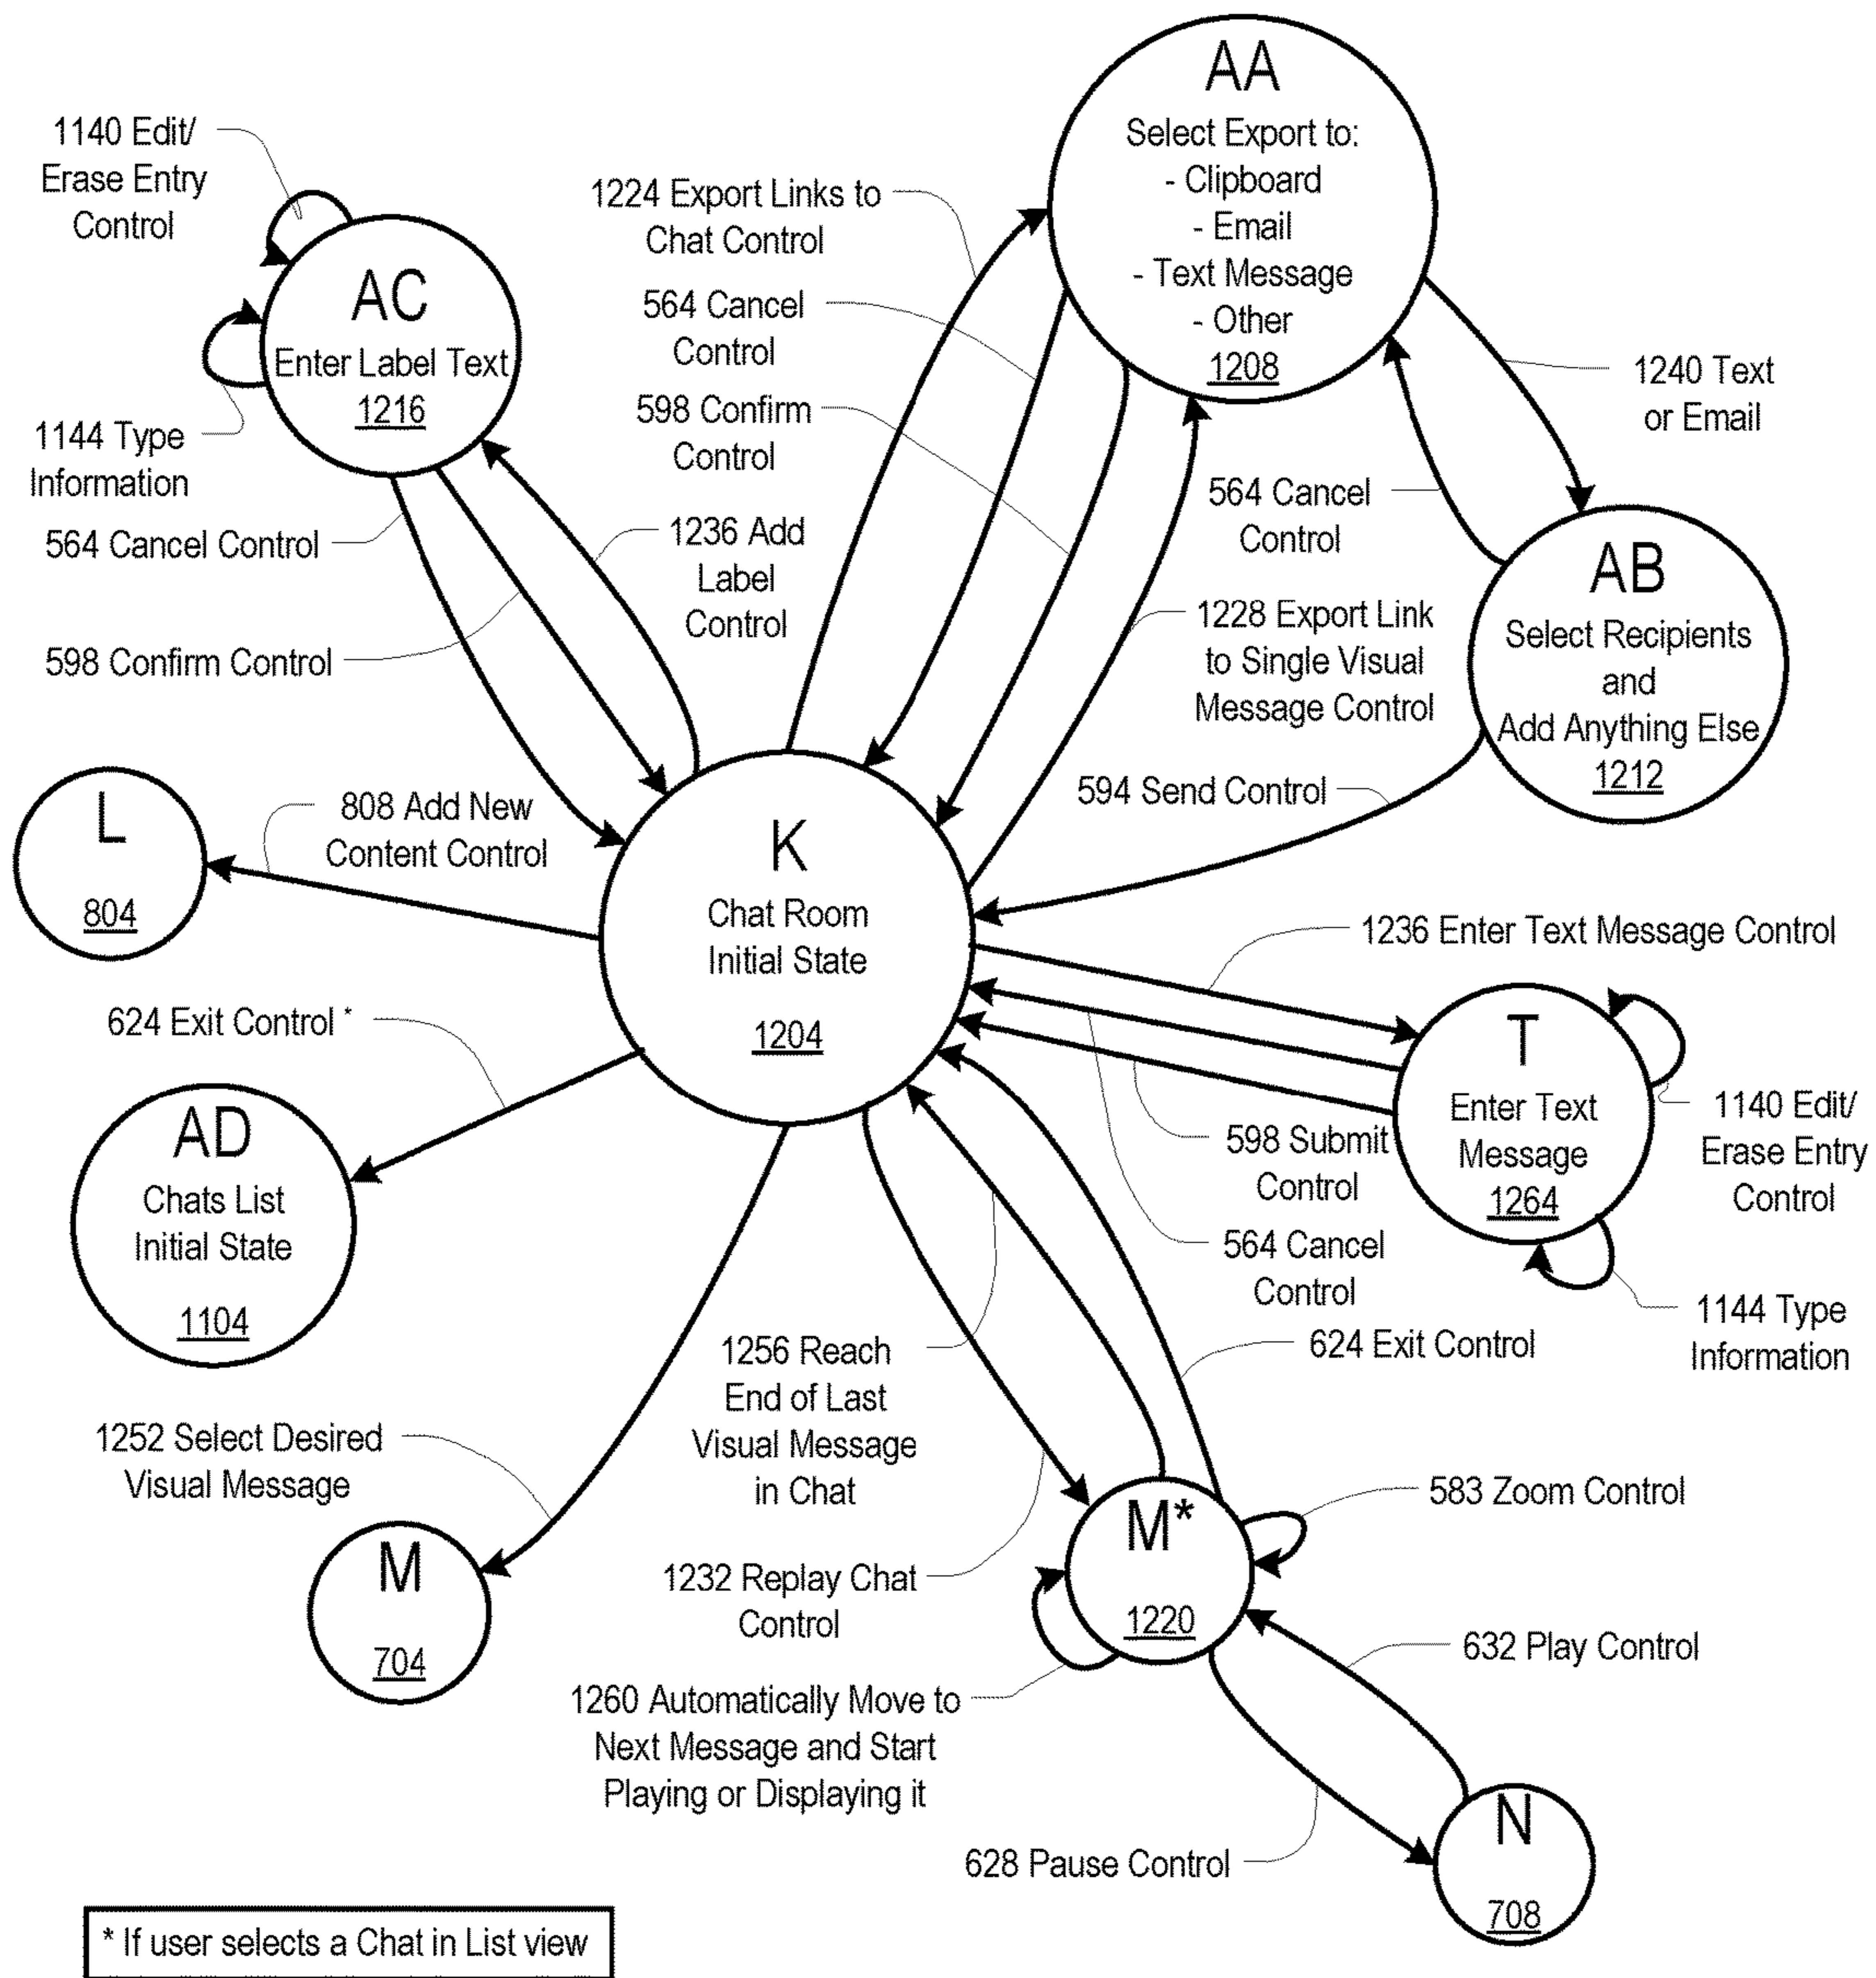 AA
Select Export to:
- Clipboard
- Email
- Text Message
- Other
1208
1140 Edit/
Erase Entry
Control
1224 Export Links to
Chat Control
AC
Enter Label Text
1216
564 Cancel
Control
1240 Text
or Email
598 Confirm
Control
1144 Type
Information
564 Cancel
Control
564 Cancel Control
1236 Add
Label
Control
AB
Select Recipients
and
Add Anything Else
1212
1228 Export Link
to Single Visual
Message Control
598 Confirm Control
594 Send Control
L
804
808 Add New
Content Control
K
Chat Room
Initial State
1204
1236 Enter Text Message Control
624 Exit Control *
T
Enter Text
Message
1264
AD
Chats List
Initial State
1104
1140 Edit/
Erase Entry
Control
598 Submit
Control
564 Cancel
Control
1144 Type
Information
624 Exit Control
1256 Reach
End of Last
Visual Message
in Chat
1252 Select Desired
Visual Message
583 Zoom Control
M
704
M*
1220
1232 Replay Chat
Control
632 Play Control
1260 Automatically Move to
Next Message and Start
Playing or Displaying it
628 Pause Control
N
708
* If user selects a Chat in List view